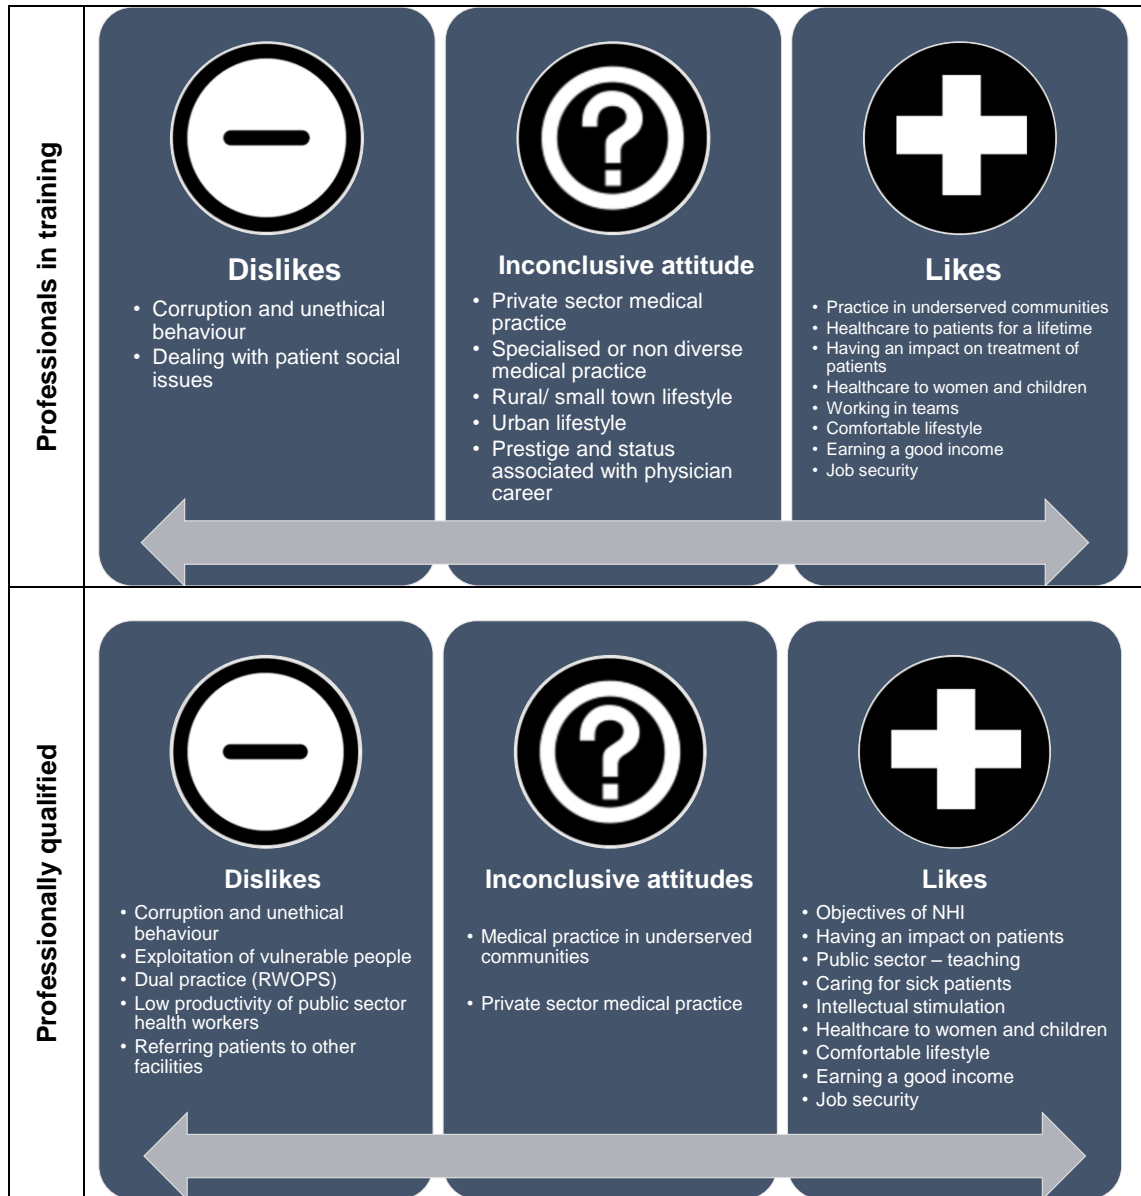 Professionals in training
Dislikes
• Corruption and unethical
behaviour
• Dealing with patient social
issues
?
Inconclusive attitude
• Private sector medical
practice
• Specialised or non diverse
medical practice
• Rural/ small town lifestyle
• Urban lifestyle
• Prestige and status
associated with physician
career
Likes
• Practice in underserved communities
• Healthcare to patients for a lifetime
• Having an impact on treatment of
patients
• Healthcare to women and children
• Working in teams
• Comfortable lifestyle
• Earning a good income
• Job security
Professionally qualified
Dislikes
• Corruption and unethical
behaviour
• Exploitation of vulnerable people
• Dual practice (RWOPS)
• Low productivity of public sector
health workers
• Referring patients to other
facilities
?
Inconclusive attitudes
• Medical practice in underserved
communities
• Private sector medical practice
Likes
• Objectives of NHI
• Having an impact on patients
• Public sector – teaching
• Caring for sick patients
• Intellectual stimulation
• Healthcare to women and children
• Comfortable lifestyle
• Earning a good income
• Job security